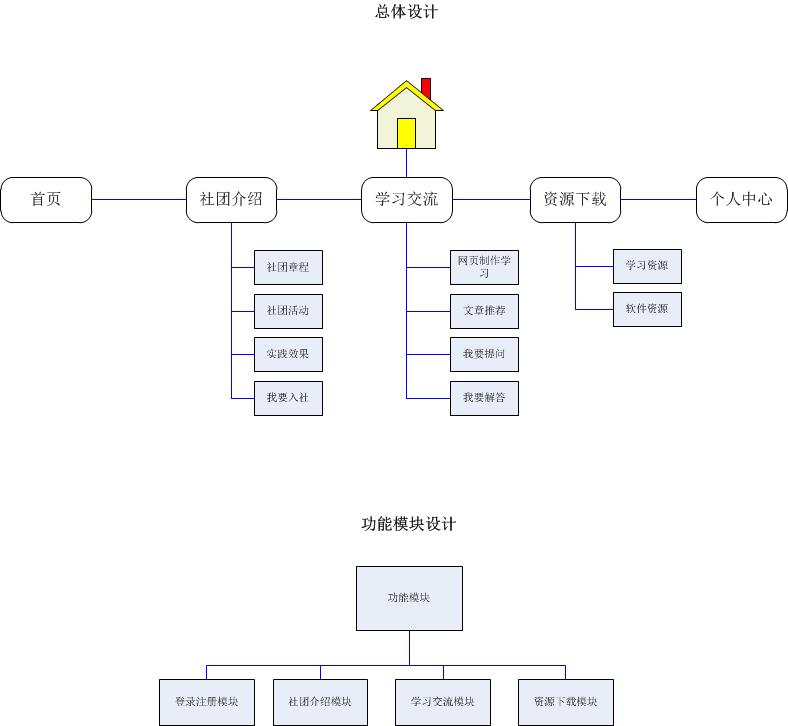 总体设计
首页
社团介绍
学习交流
资源下载
个人中心
社团章程
社团活动
实践效果
我要入社
网页制作学
习
文章推荐
我要提问
我要解答
学习资源
软件资源
功能模块设计
功能模块
登录注册模块
社团介绍模块
学习交流模块
资源下载模块